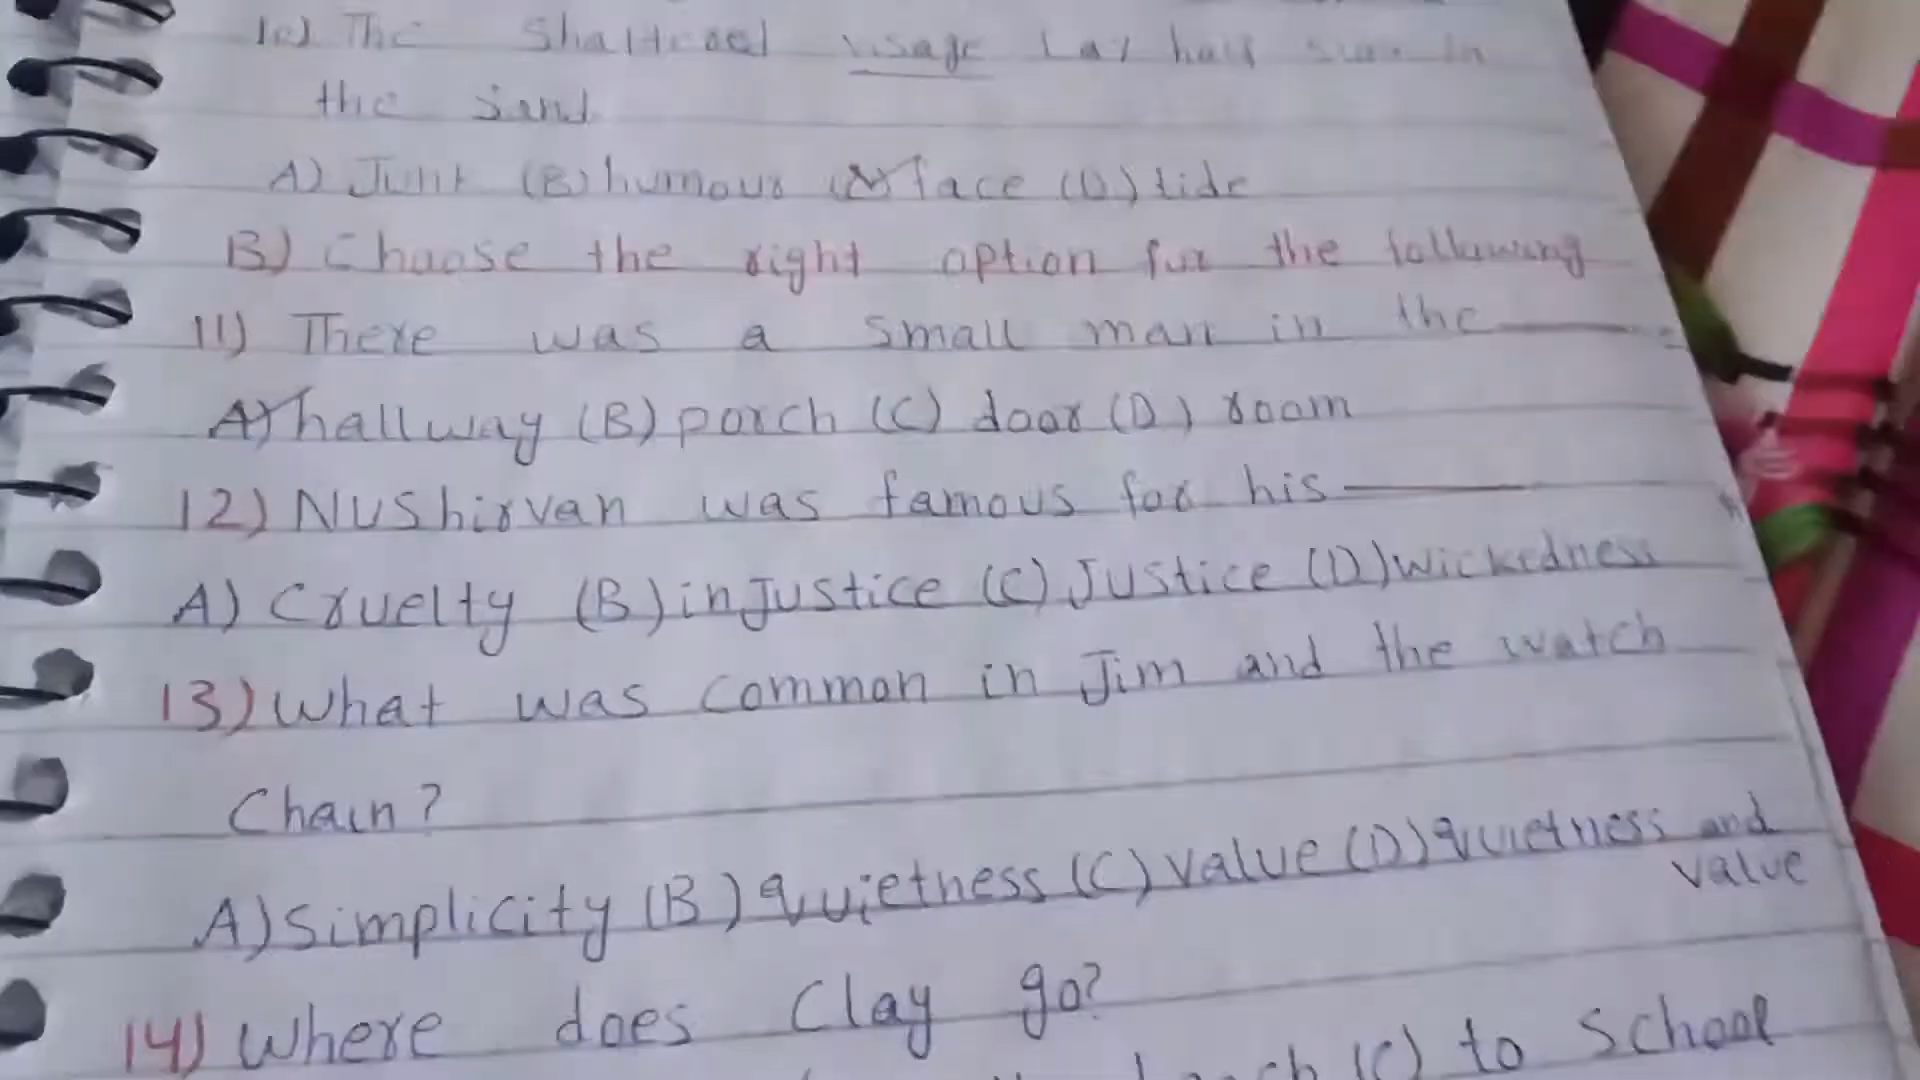 10) The Shattered visage Lay half sunk in
the Sand
A) Junk (B) humour (C) face (D) tide
B) Choose the right option for the following
11) There was a small man in the ———
A) hallway (B) porch (C) door (D) room
12) Nushirvan was famous for his ———
A) Cruelty (B) injustice (C) Justice (D) wickedness
13) What was common in Jim and the watch
Chain?
A) Simplicity (B) quietness (C) value (D) quietness and
value
14) Where does Clay go?
(C) to School